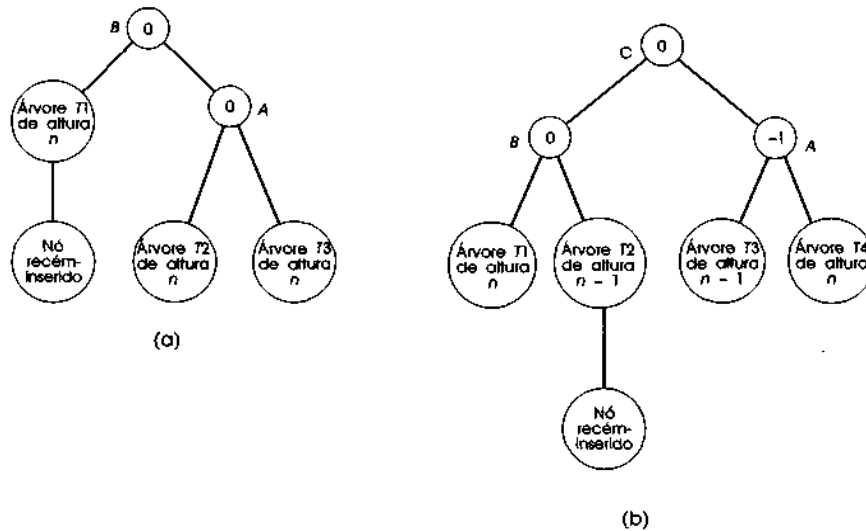 B
0
Árvore T1
de altura
n
0
A
Nó
recém-
inserido
Árvore T2
de altura
n
Árvore T3
de altura
n
(a)
C
0
B
0
-1
A
Árvore T1
de altura
n
Árvore T2
de altura
n - 1
Árvore T3
de altura
n - 1
Árvore T4
de altura
n
Nó
recém-
inserido
(b)